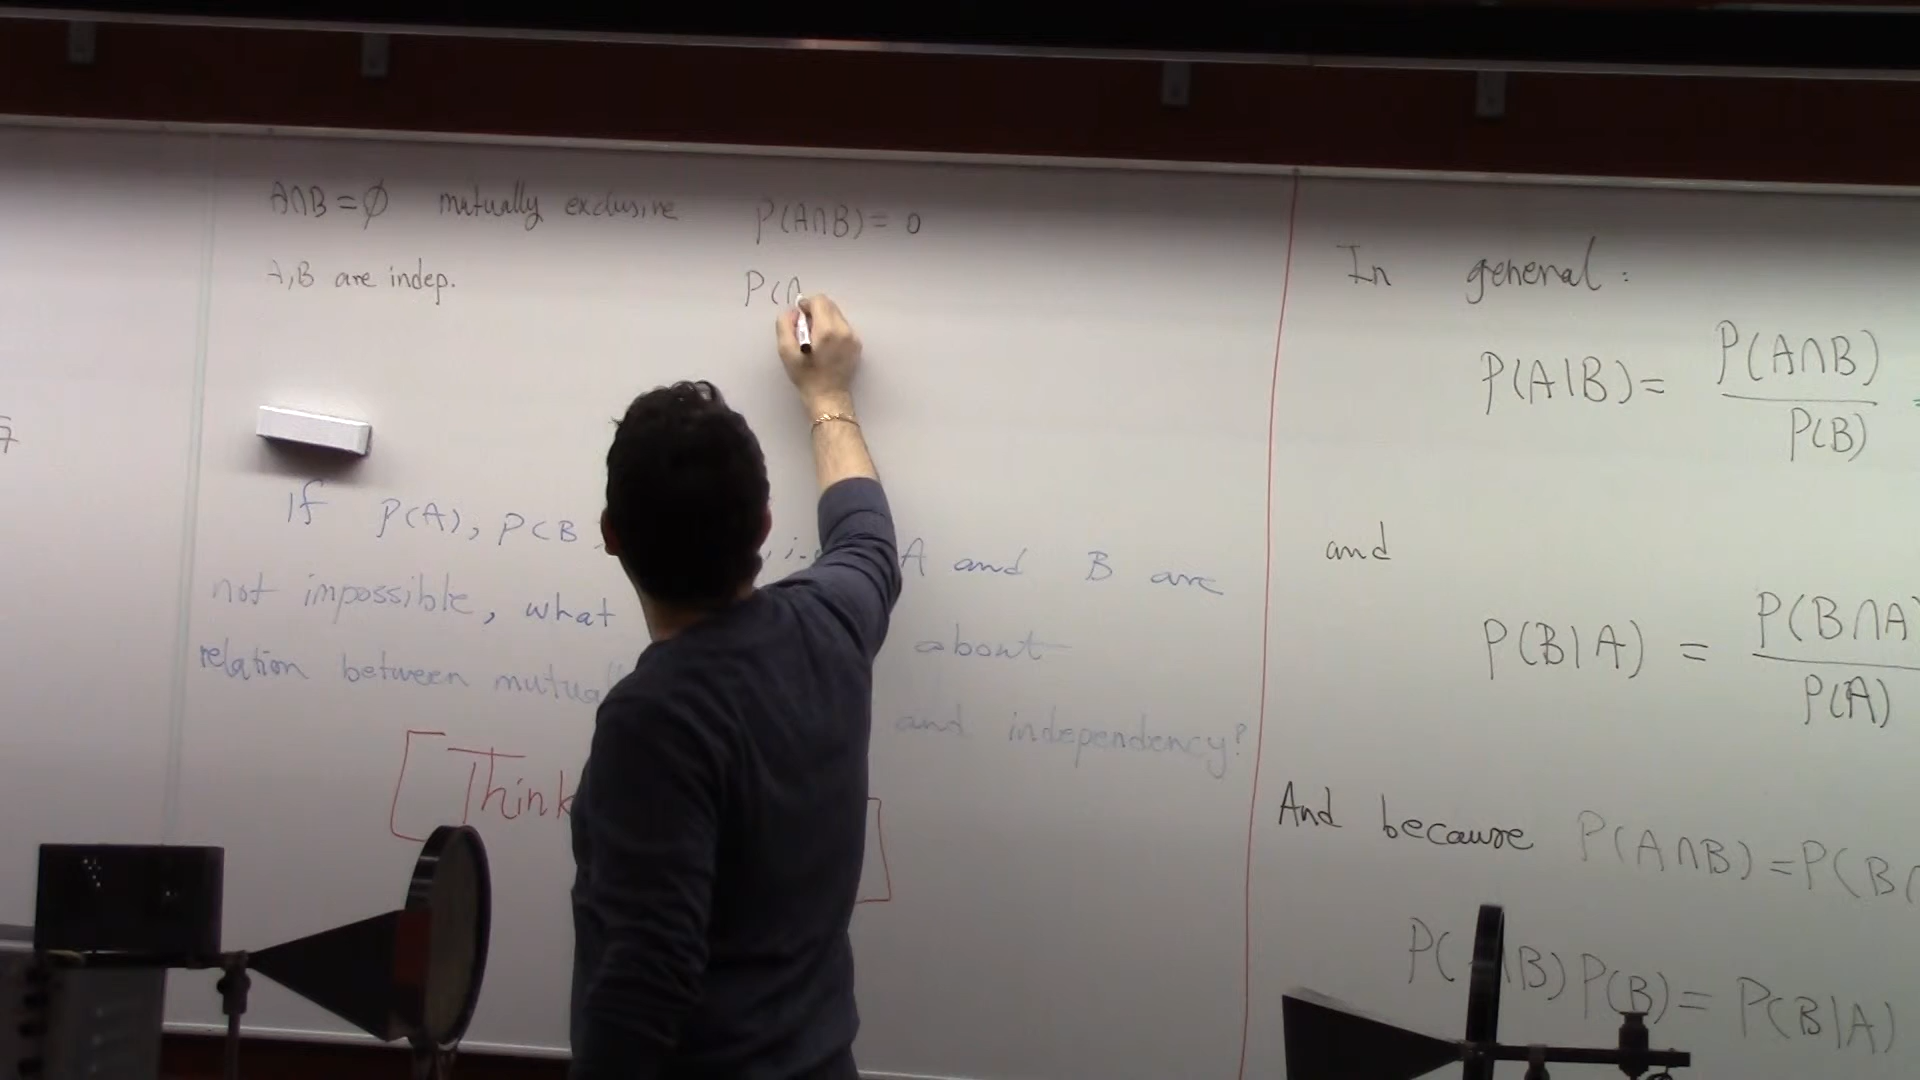 A∩B = ∅ mutually exclusive P(A∩B) = 0
A,B are indep. P(A
If P(A), P(B A and B are
not impossible, what about
relation between and independency?
Think
In general:
P(A|B) = P(A∩B)
P(B)
and
P(B|A) = P(B∩A)
P(A)
And because P(A∩B) = P(B∩
P( B) P(B) = P(B|A)